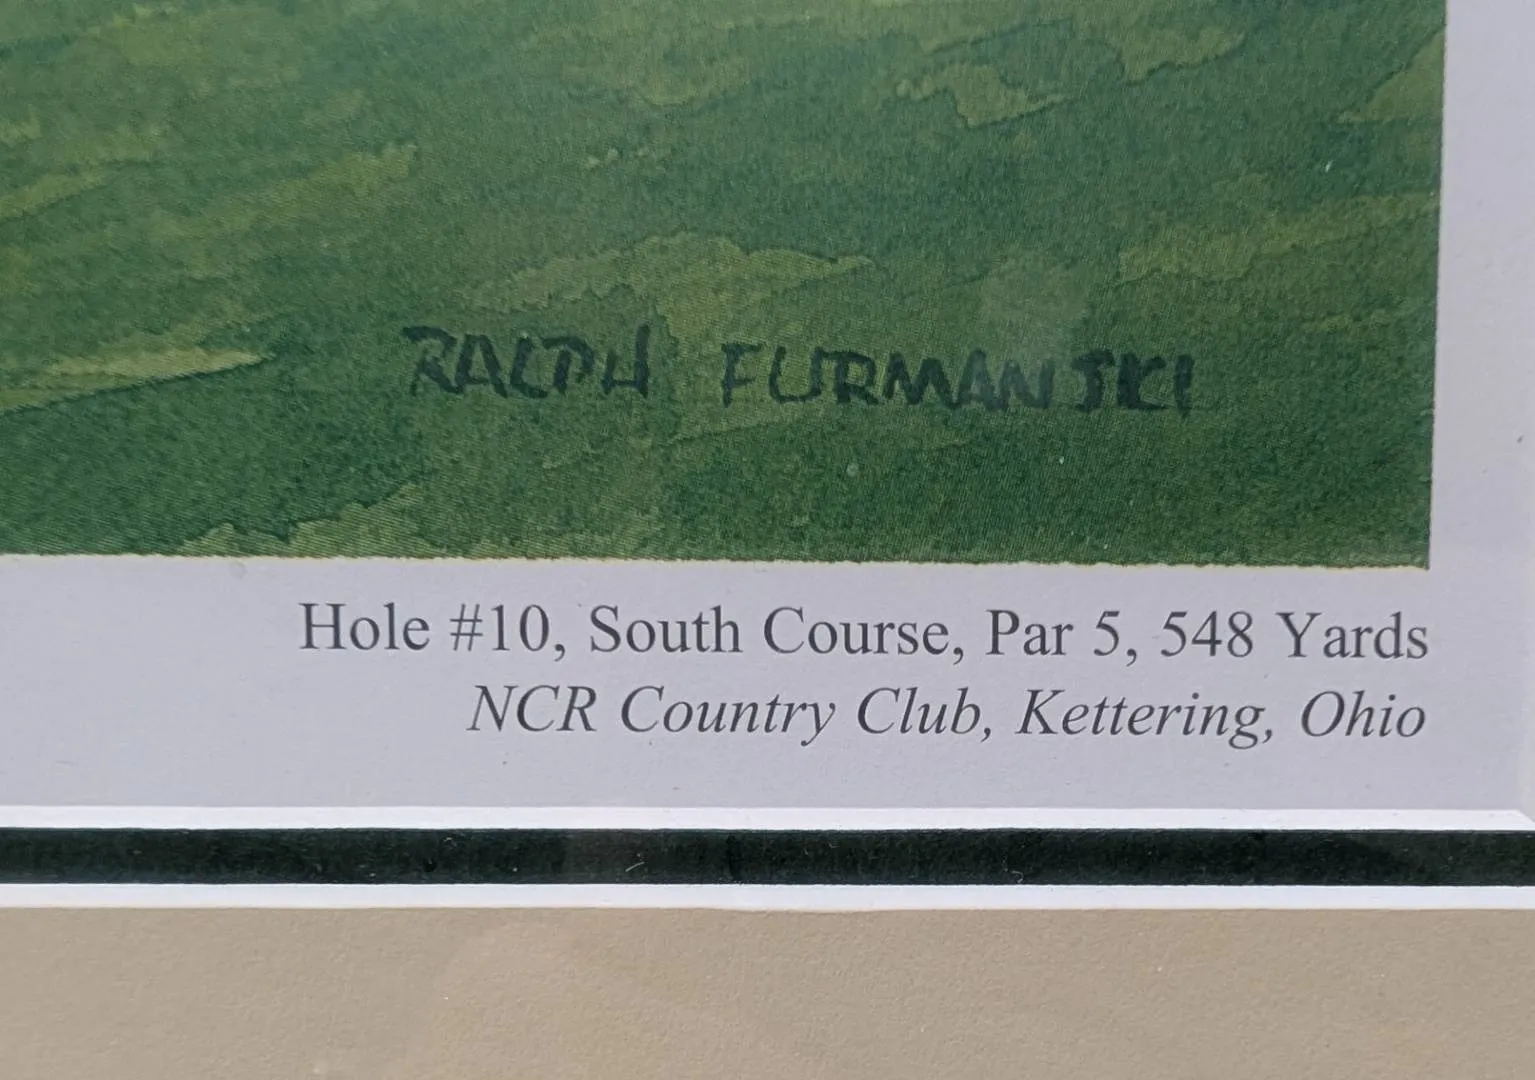 RALPH FURMANSKI
Hole #10, South Course, Par 5, 548 Yards
NCR Country Club, Kettering, Ohio